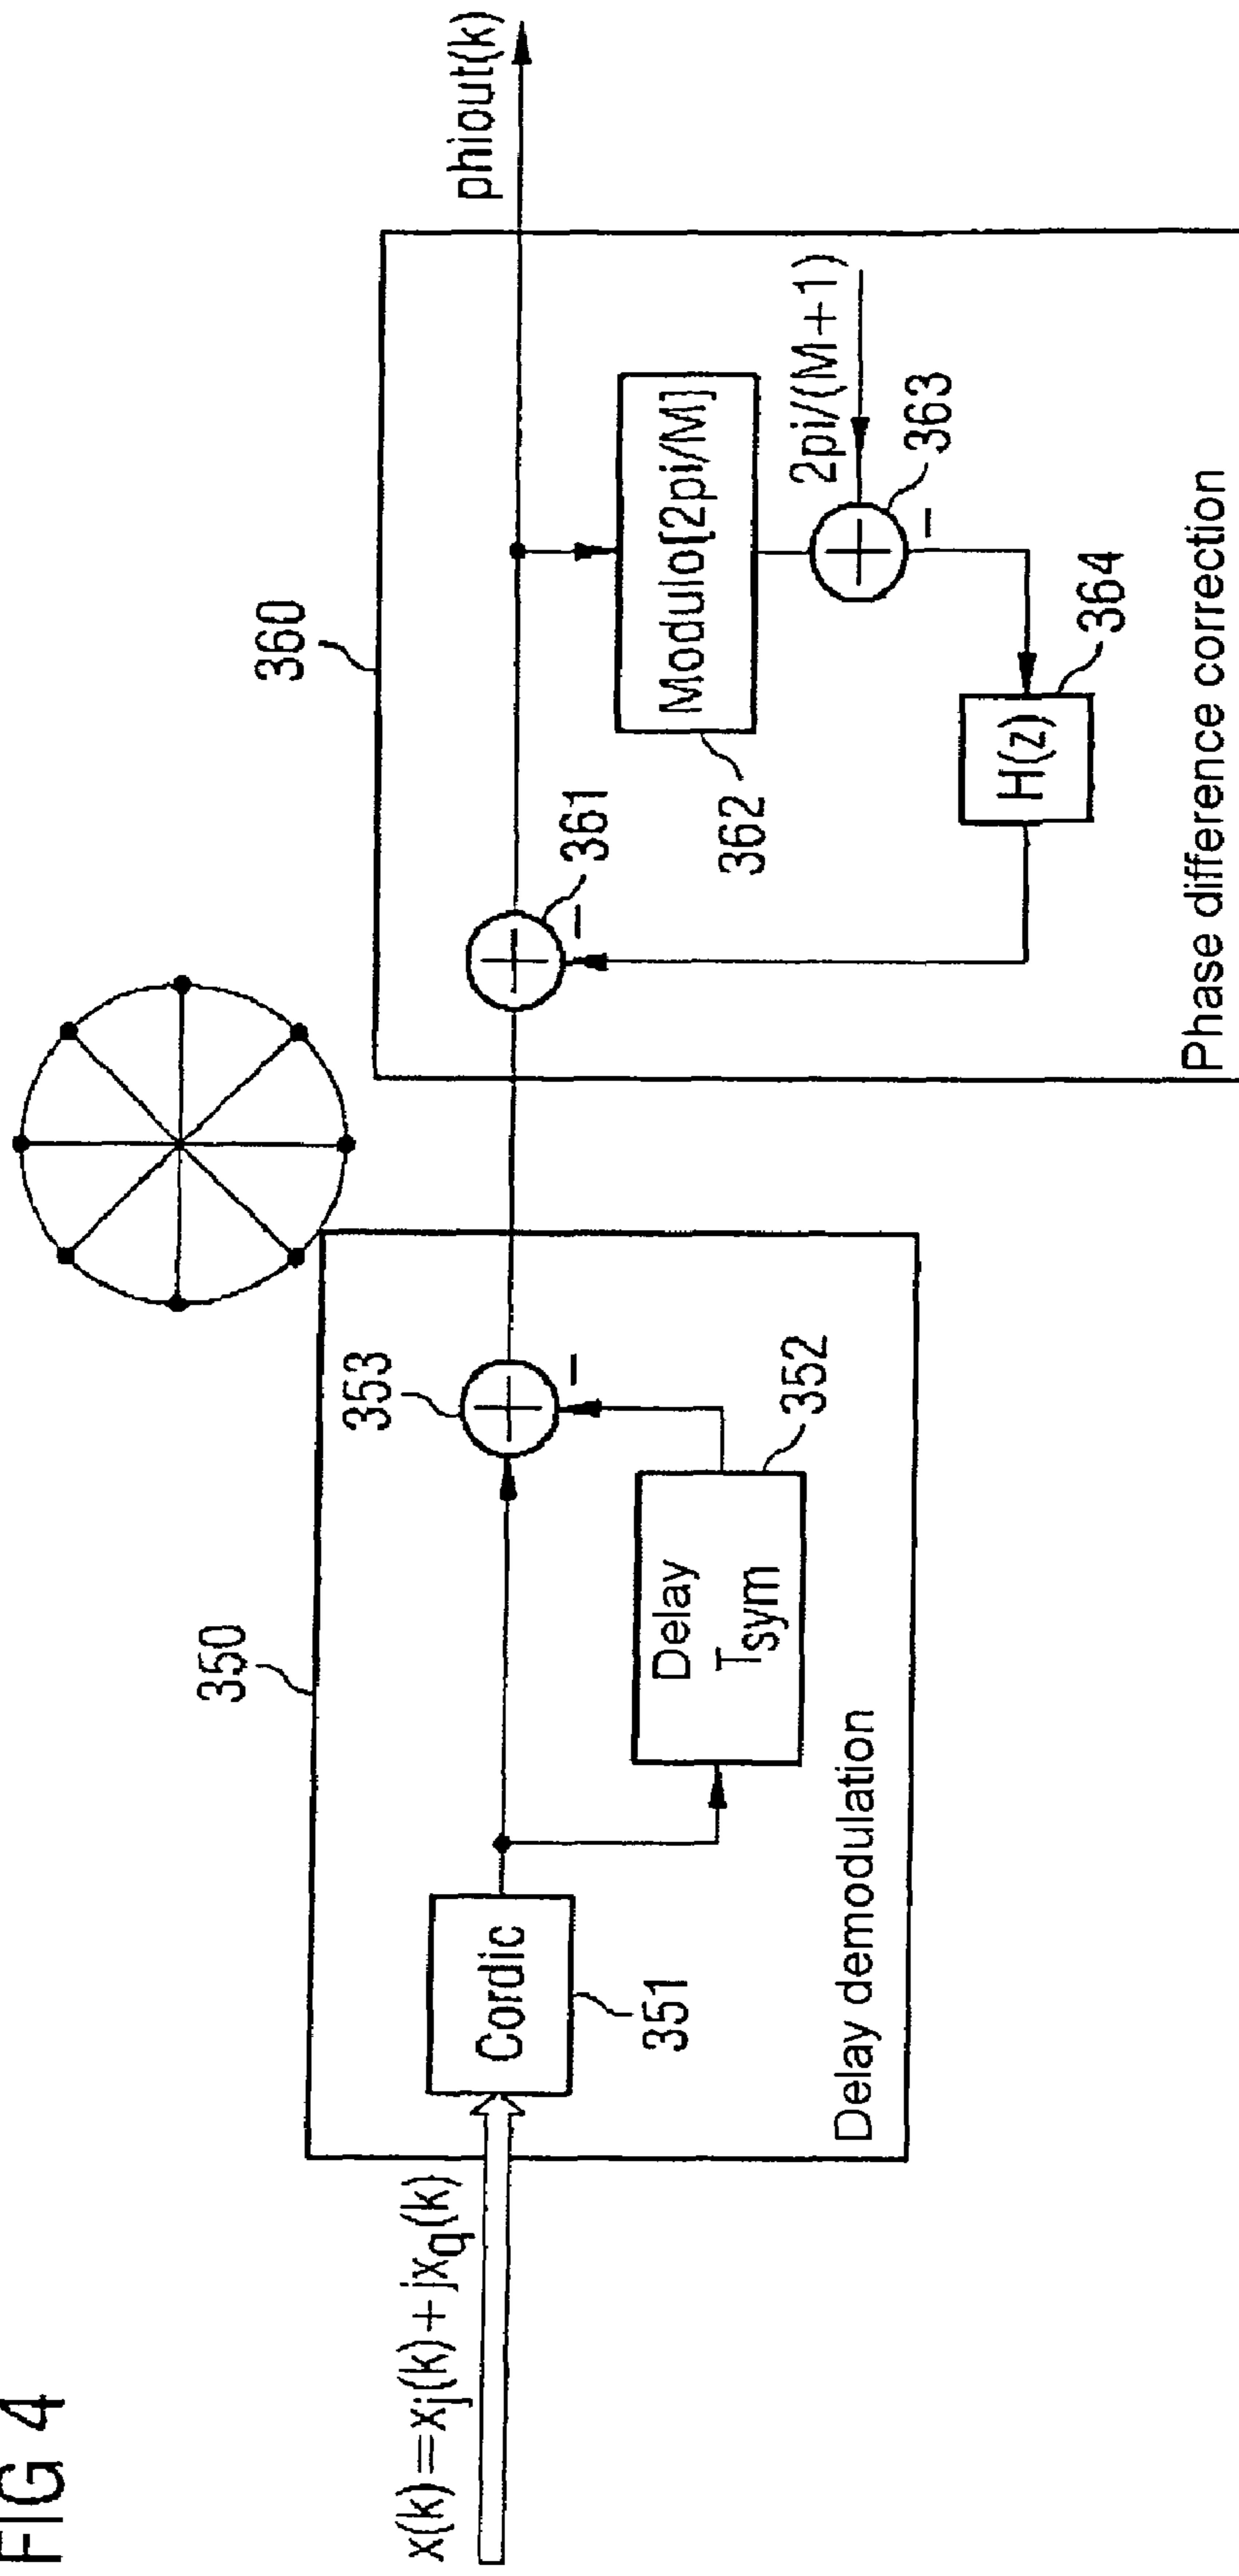 FIG 4
x(k)=xj(k)+jxq(k)
350
Cordic
351
353
Delay
Tsym
352
Delay demodulation
360
361
–
–
phiout(k)
Modulo[2pi/M]
362
2pi/(M+1)
363
–
H(z)
364
Phase difference correction